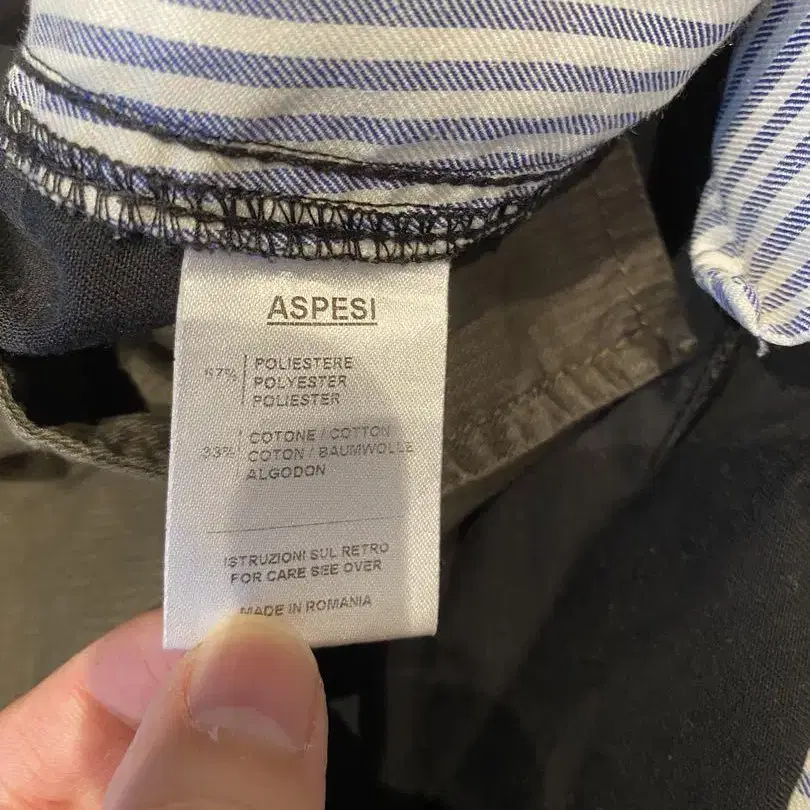 ASPESI
67% POLIESTERE
POLYESTER
POLIESTER
33% COTONE / COTTON
COTON / BAUMWOLLE
ALGODON
ISTRUZIONI SUL RETRO
FOR CARE SEE OVER
MADE IN ROMANIA